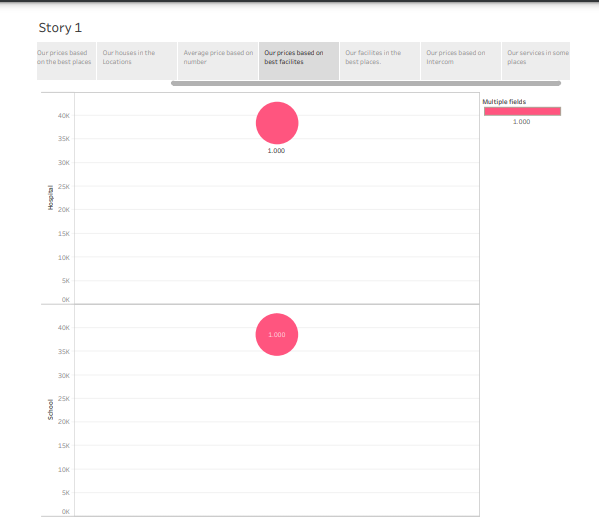 Story 1
Our prices based
on the best places
Our houses in the
Locations
Average price based on
number
Our prices based on
best facilites
Our facilites in the
best places.
Our prices based on
Intercom
Our services in some
places
Multiple fields
1.000
Hospital
40K
35K
30K
25K
20K
15K
10K
5K
0K
1.000
School
40K
35K
30K
25K
20K
15K
10K
5K
0K
1.000